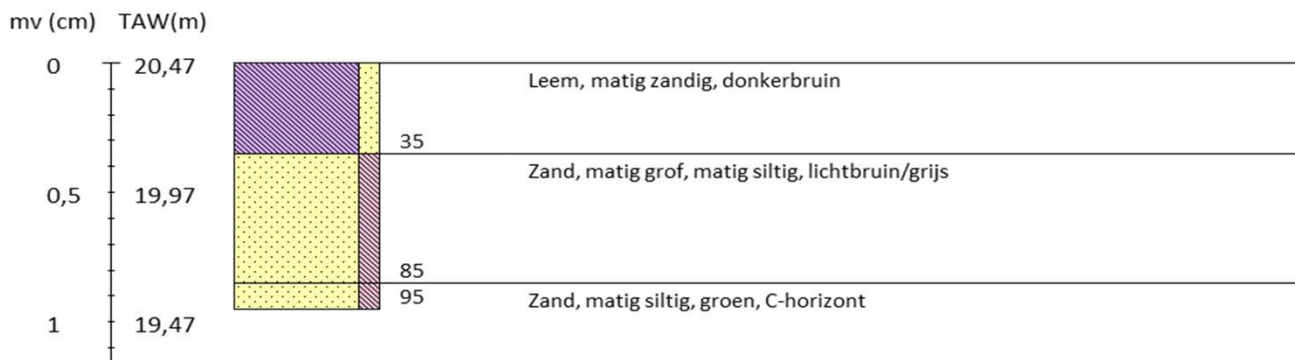 mv (cm) TAW(m)
0 20,47
Leem, matig zandig, donkerbruin
35
Zand, matig grof, matig siltig, lichtbruin/grijs
0,5 19,97
85
95 Zand, matig siltig, groen, C-horizont
1 19,47